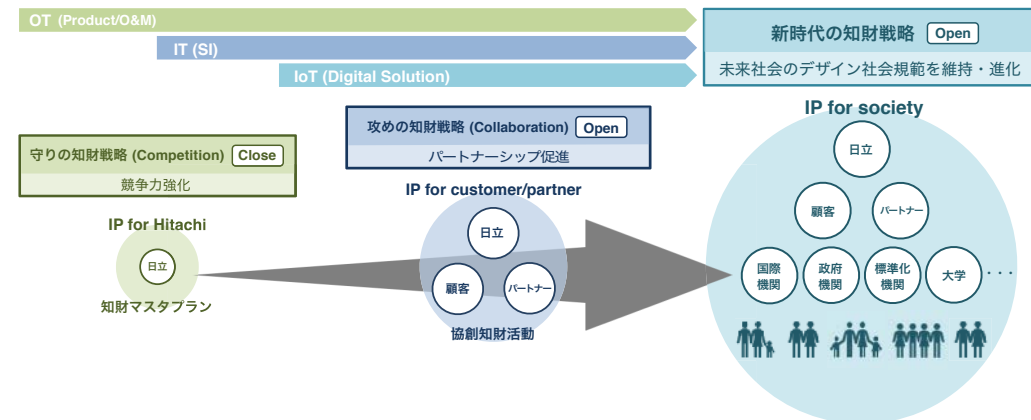 OT (Product/O&M)
IT (SI)
IoT (Digital Solution)
新時代の知財戦略 Open
未来社会のデザイン社会規範を維持・進化
守りの知財戦略 (Competition) Close
競争力強化
IP for Hitachi
日立
知財マスタプラン
攻めの知財戦略 (Collaboration) Open
パートナーシップ促進
IP for customer/partner
日立
顧客
パートナー
協創知財活動
IP for society
日立
顧客
パートナー
国際
機関
政府
機関
標準化
機関
大学
・・・